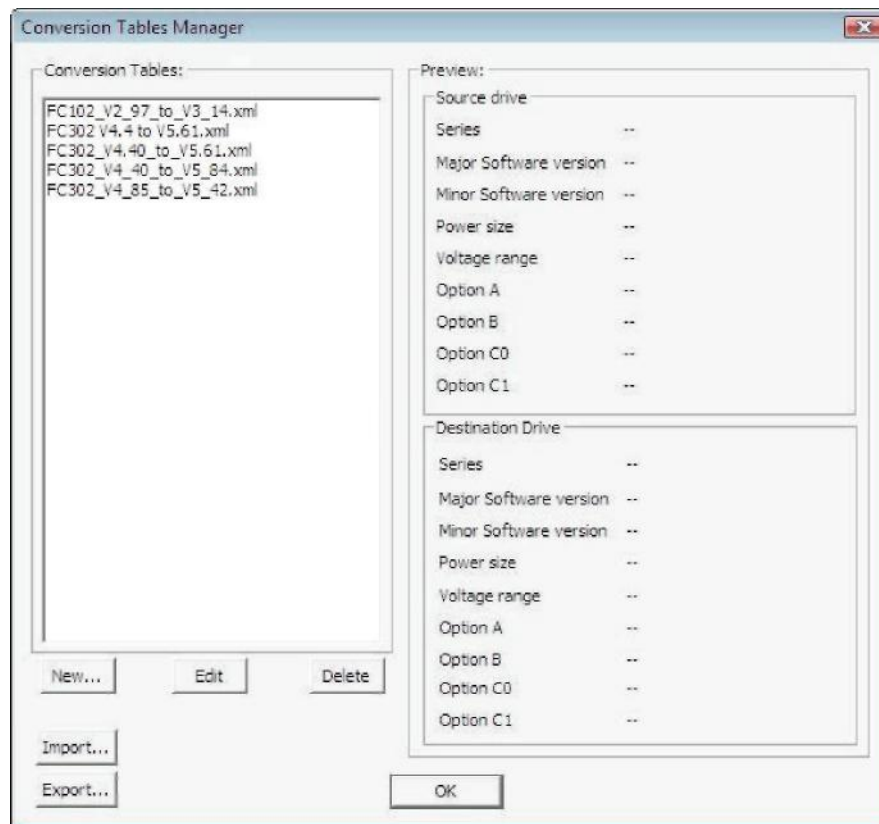 Conversion Tables Manager
Conversion Tables:
FC102_V2_97_to_V3_14.xml
FC302 V4.4 to V5.61.xml
FC302_V4.40_to_V5.61.xml
FC302_V4_40_to_V5_84.xml
FC302_V4_85_to_V5_42.xml
New...
Edit
Delete
Import...
Export...
Preview:
Source drive
Series --
Major Software version --
Minor Software version --
Power size --
Voltage range --
Option A --
Option B --
Option C0 --
Option C1 --
Destination Drive
Series --
Major Software version --
Minor Software version --
Power size --
Voltage range --
Option A --
Option B --
Option C0 --
Option C1 --
OK